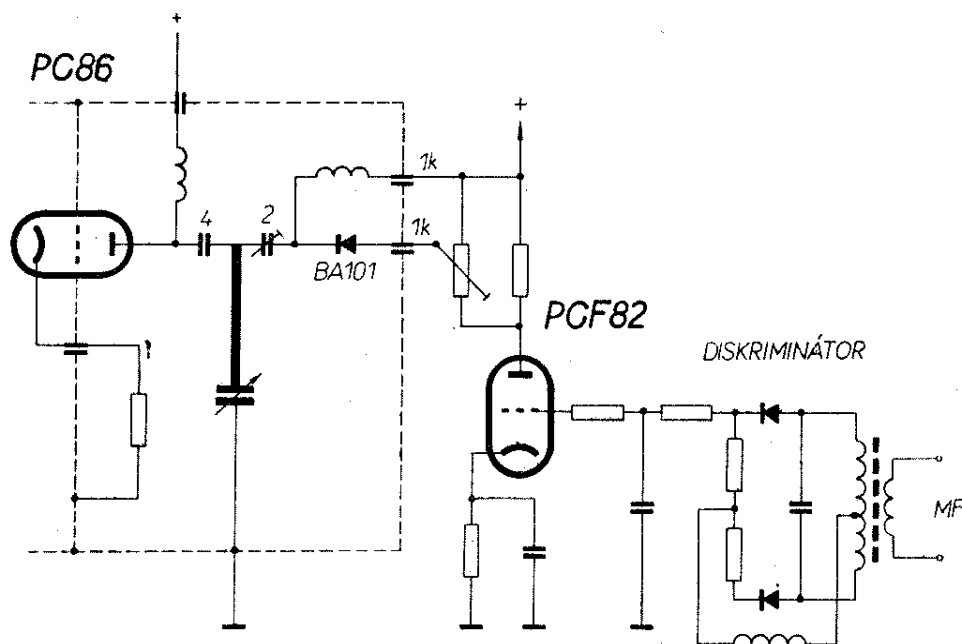 +
PC86
+
1k
4
2
1k
BA101
PCF82
DISKRIMINÁTOR
MF